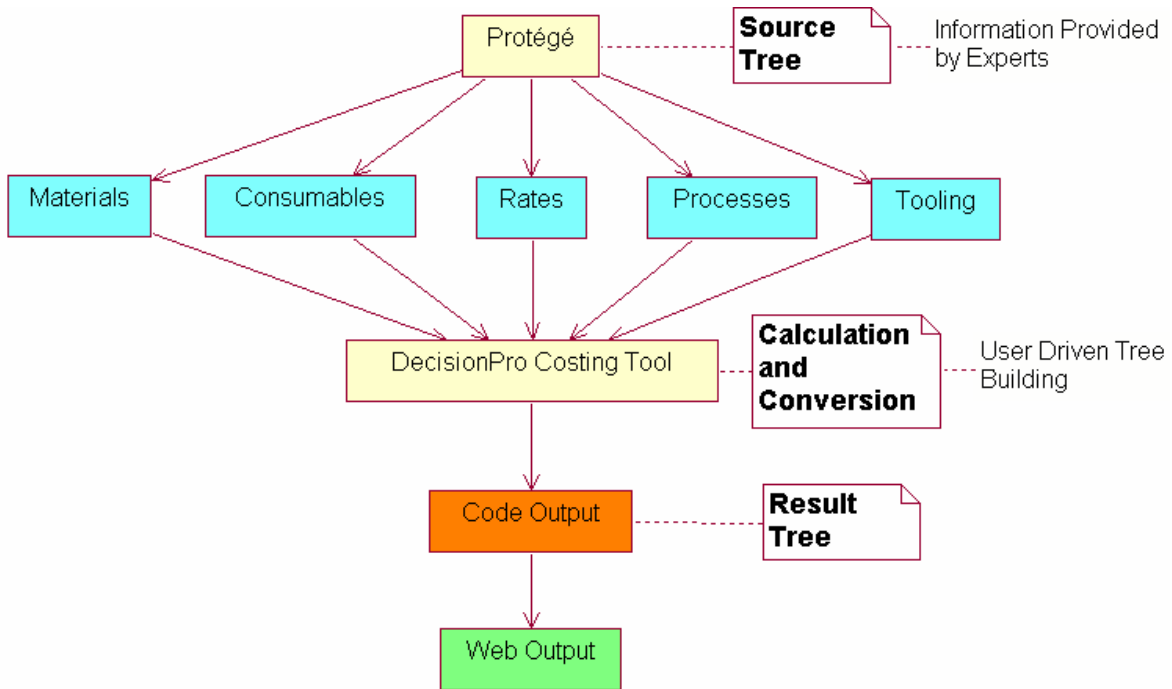 Protégé
Source
Tree
Information Provided
by Experts
Materials
Consumables
Rates
Processes
Tooling
DecisionPro Costing Tool
Calculation
and
Conversion
User Driven Tree
Building
Code Output
Result
Tree
Web Output